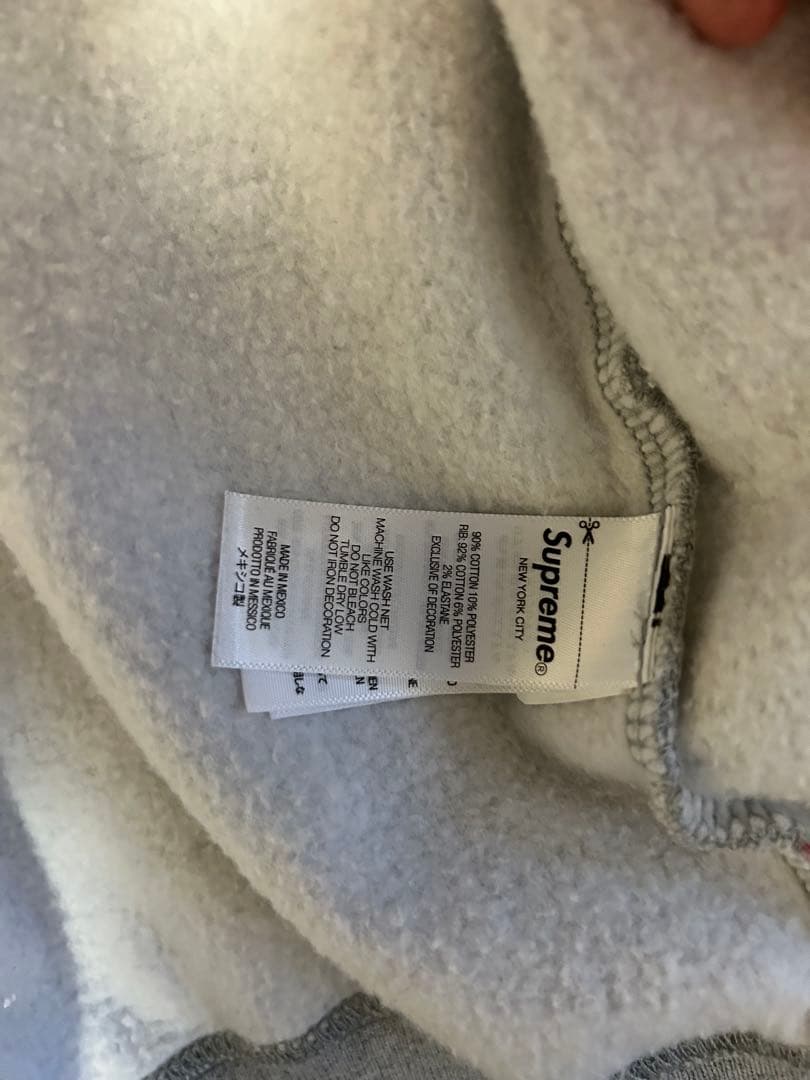 Supreme®
NEW YORK CITY
90% COTTON 10% POLYESTER
RIB: 92% COTTON 6% POLYESTER
2% ELASTANE
EXCLUSIVE OF DECORATION
USE WASH NET
MACHINE WASH COLD WITH
LIKE COLORS
DO NOT BLEACH
TUMBLE DRY LOW
DO NOT IRON DECORATION
MADE IN MEXICO
FABRIQUÉ AU MEXIQUE
PRODOTTO IN MESSICO
メキシコ製